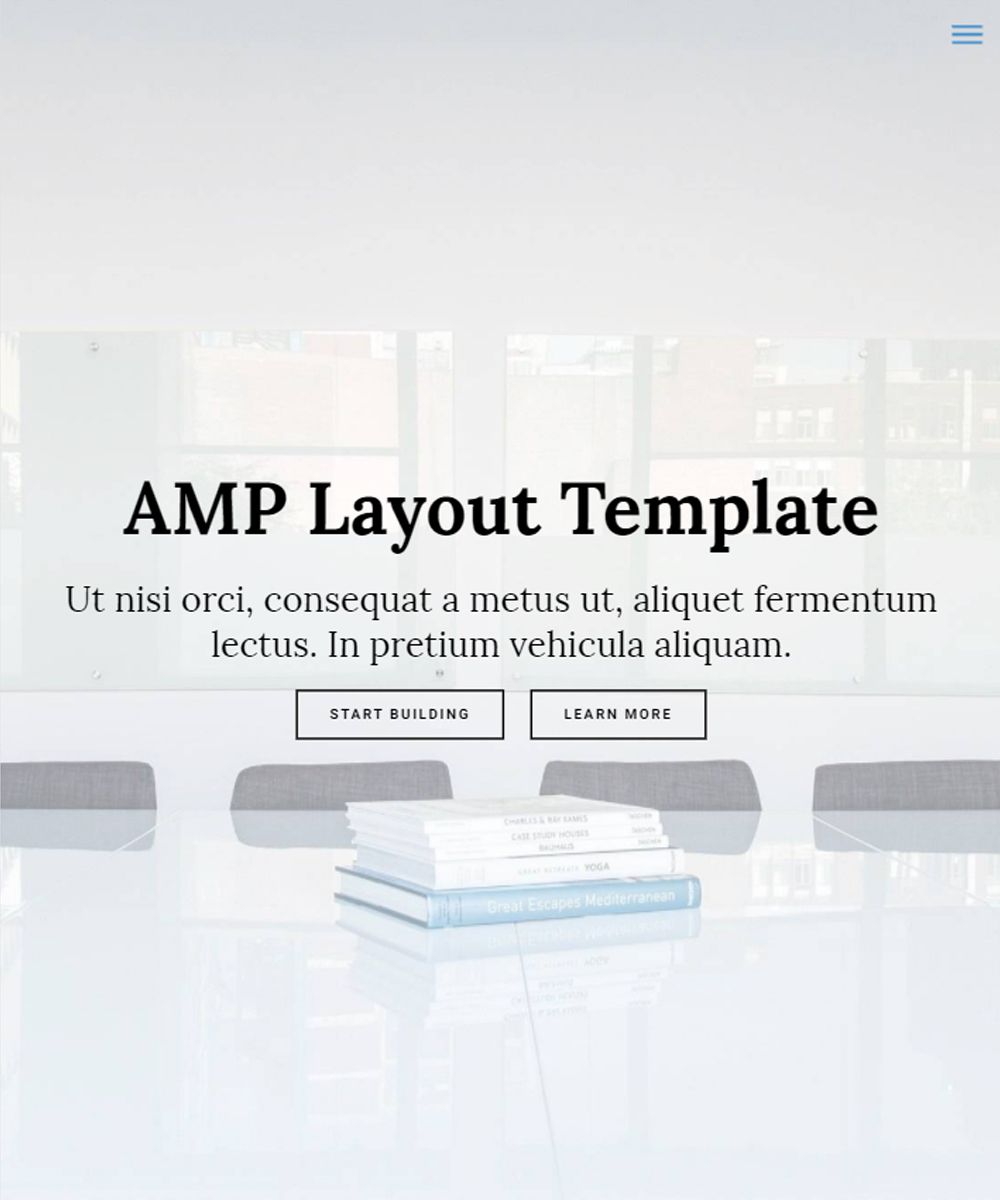 AMP Layout Template
Ut nisi orci, consequat a metus ut, aliquet fermentum
lectus. In pretium vehicula aliquam.
START BUILDING LEARN MORE
CHARLES & RAY EAMES TASCHEN
CASE STUDY HOUSES TASCHEN
BAUHAUS TASCHEN
GREAT RETREATS YOGA
Great Escapes Mediterranean